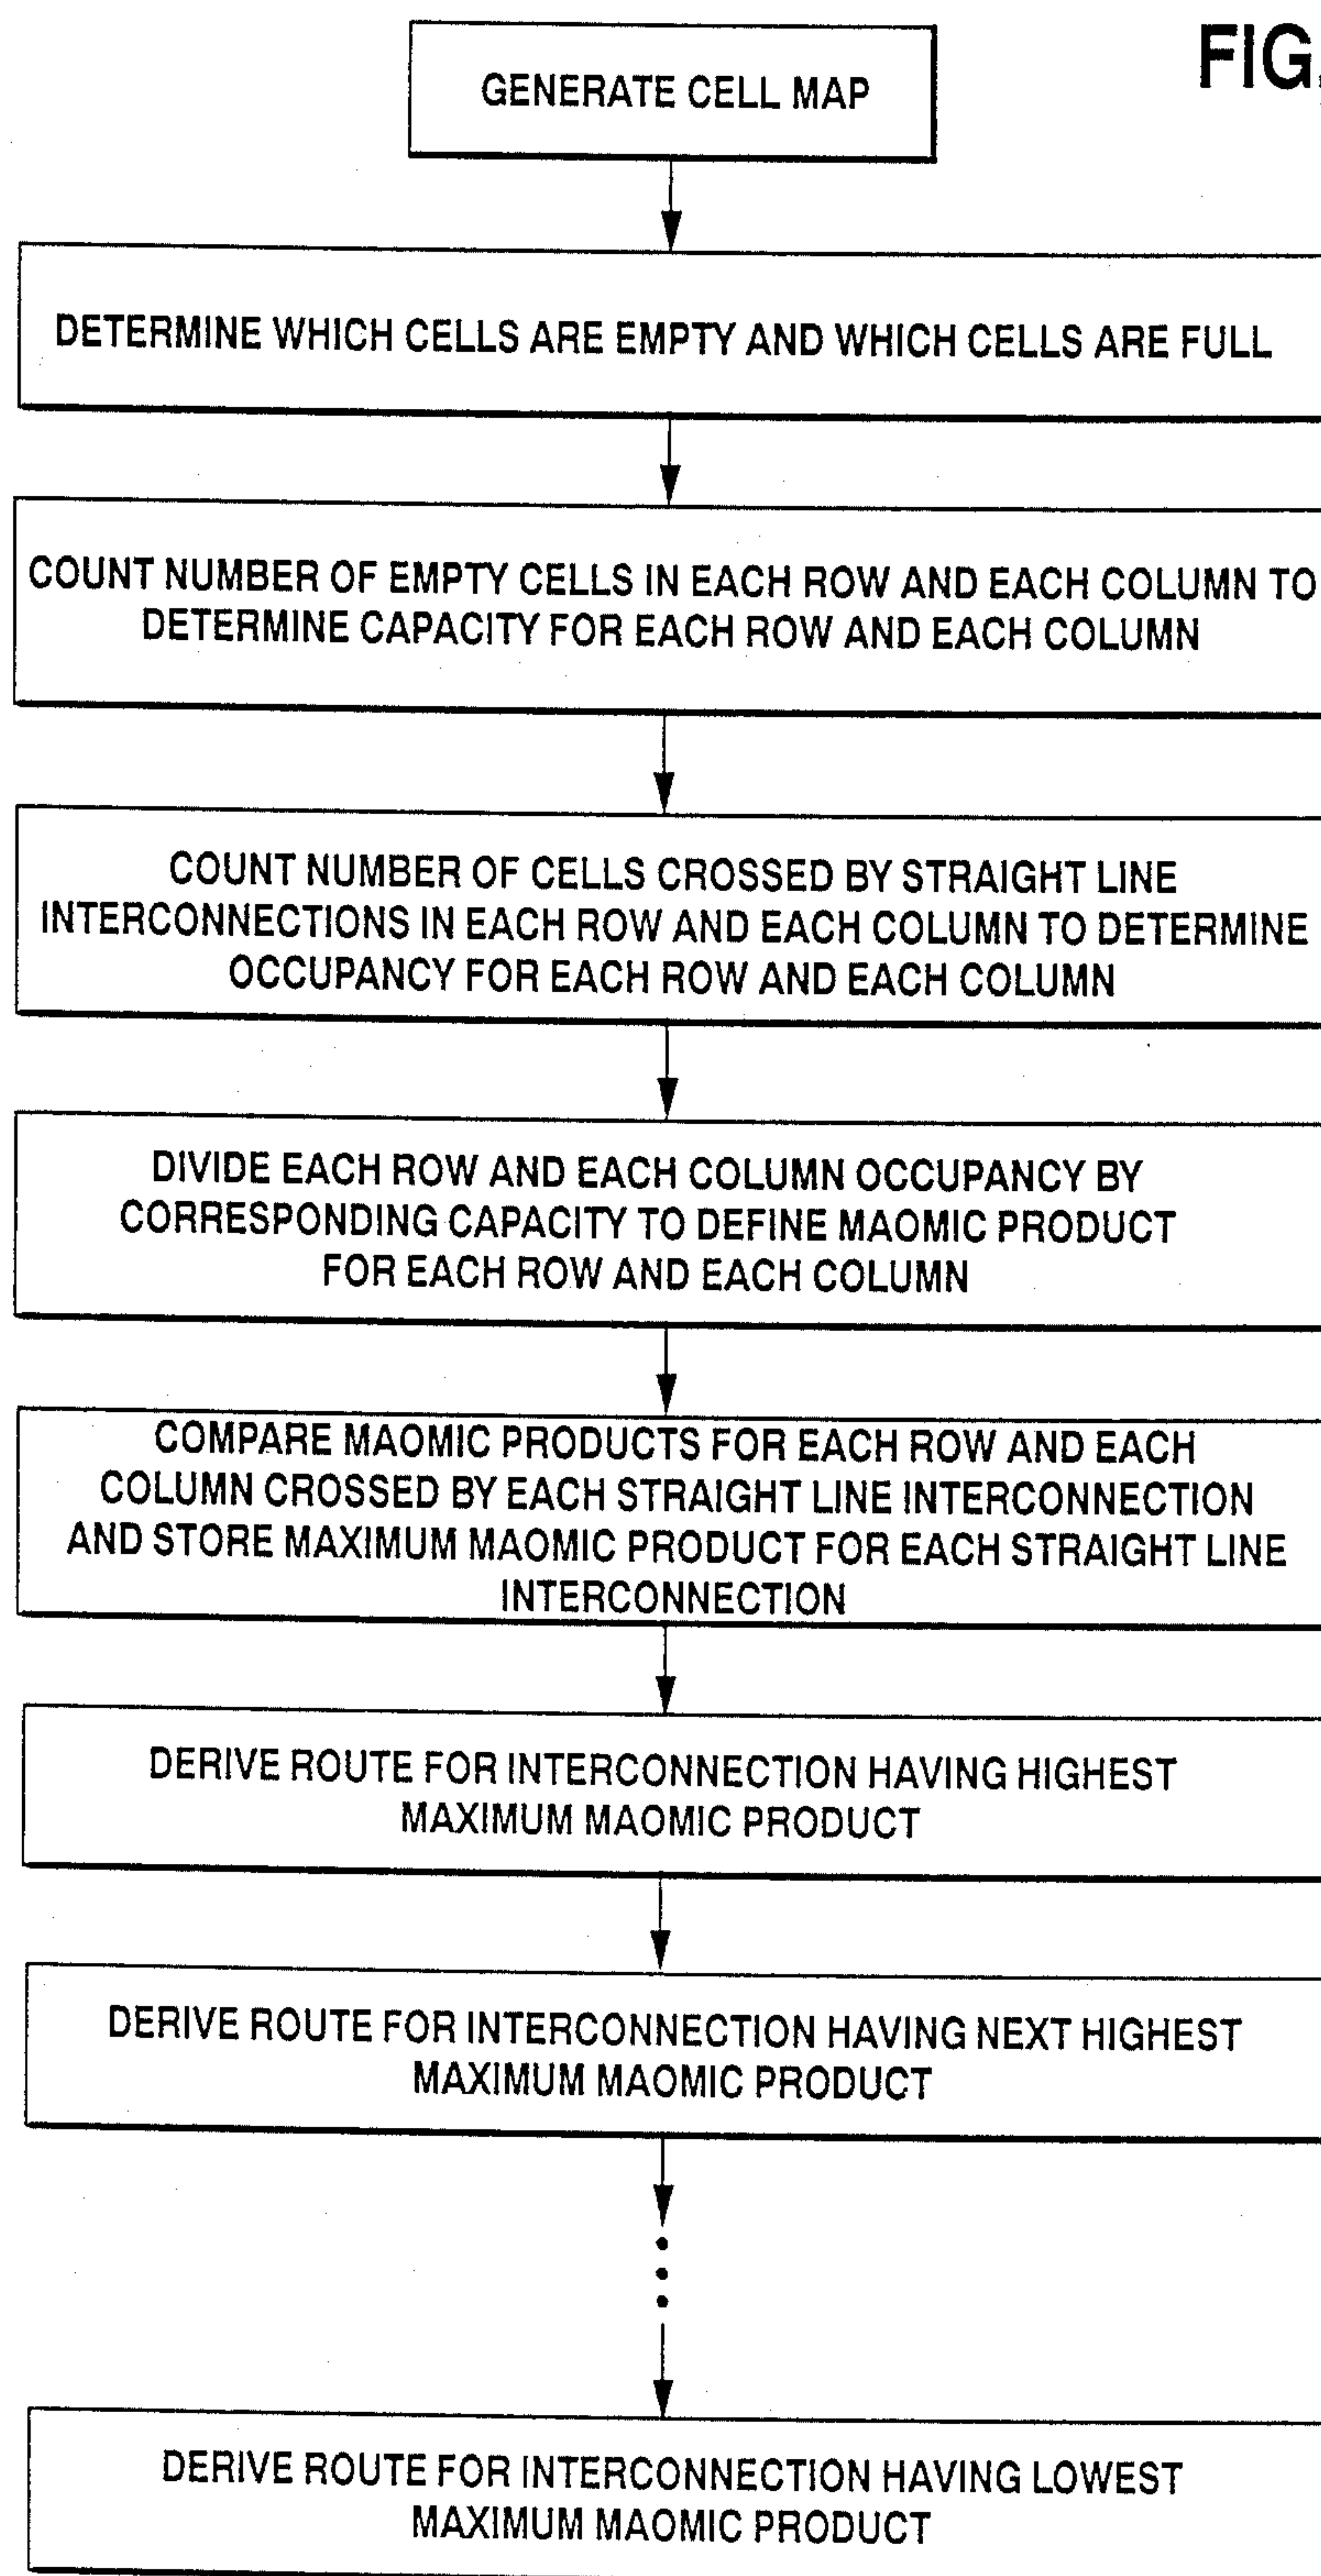 FIG.
GENERATE CELL MAP
DETERMINE WHICH CELLS ARE EMPTY AND WHICH CELLS ARE FULL
COUNT NUMBER OF EMPTY CELLS IN EACH ROW AND EACH COLUMN TO
DETERMINE CAPACITY FOR EACH ROW AND EACH COLUMN
COUNT NUMBER OF CELLS CROSSED BY STRAIGHT LINE
INTERCONNECTIONS IN EACH ROW AND EACH COLUMN TO DETERMINE
OCCUPANCY FOR EACH ROW AND EACH COLUMN
DIVIDE EACH ROW AND EACH COLUMN OCCUPANCY BY
CORRESPONDING CAPACITY TO DEFINE MAOMIC PRODUCT
FOR EACH ROW AND EACH COLUMN
COMPARE MAOMIC PRODUCTS FOR EACH ROW AND EACH
COLUMN CROSSED BY EACH STRAIGHT LINE INTERCONNECTION
AND STORE MAXIMUM MAOMIC PRODUCT FOR EACH STRAIGHT LINE
INTERCONNECTION
DERIVE ROUTE FOR INTERCONNECTION HAVING HIGHEST
MAXIMUM MAOMIC PRODUCT
DERIVE ROUTE FOR INTERCONNECTION HAVING NEXT HIGHEST
MAXIMUM MAOMIC PRODUCT
DERIVE ROUTE FOR INTERCONNECTION HAVING LOWEST
MAXIMUM MAOMIC PRODUCT